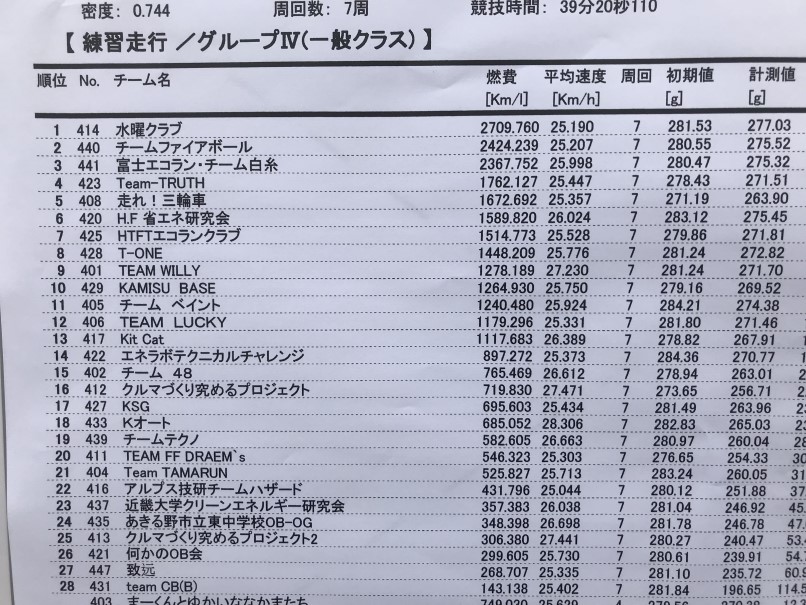 密度: 0.744 周回数: 7周 競技時間: 39分20秒110
【 練習走行 /グループⅣ(一般クラス) 】
順位 No. チーム名 燃費 平均速度 周回 初期値 計測値
[Km/l] [Km/h] [g] [g]
1 414 水曜クラブ 2709.760 25.190 7 281.53 277.03
2 440 チームファイアボール 2424.239 25.207 7 280.55 275.52
3 441 富士エコラン・チーム白糸 2367.752 25.998 7 280.47 275.32
4 423 Team-TRUTH 1762.127 25.447 7 278.43 271.51
5 408 走れ!三輪車 1672.692 25.357 7 271.19 263.90
6 420 H.F 省エネ研究会 1589.820 26.024 7 283.12 275.45
7 425 HTFTエコランクラブ 1514.773 25.528 7 279.86 271.81
8 428 T-ONE 1448.209 25.776 7 281.24 272.82
9 401 TEAM WILLY 1278.189 27.230 7 281.24 271.70
10 429 KAMISU BASE 1264.930 25.750 7 279.16 269.52
11 405 チーム ペイント 1240.480 25.924 7 284.21 274.38
12 406 TEAM LUCKY 1179.296 25.331 7 281.80 271.46
13 417 Kit Cat 1117.683 26.389 7 278.82 267.91
14 422 エネラボテクニカルチャレンジ 897.272 25.373 7 284.36 270.77
15 402 チーム 48 765.469 26.612 7 278.94 263.01
16 412 クルマづくり究めるプロジェクト 719.830 27.471 7 273.65 256.71
17 427 KSG 695.603 25.434 7 281.49 263.96
18 433 Kオート 685.052 28.306 7 282.83 265.03
19 439 チームテクノ 582.605 26.663 7 280.97 260.04
20 411 TEAM FF DRAEM`s 546.323 25.303 7 276.65 254.33
21 404 Team TAMARUN 525.827 25.713 7 283.24 260.05
22 416 アルプス技研チームハザード 431.796 25.044 7 280.12 251.88
23 437 近畿大学クリーンエネルギー研究会 357.383 26.038 7 281.04 246.92
24 435 あきる野市立東中学校OB-OG 348.398 26.698 7 281.78 246.78
25 413 クルマづくり究めるプロジェクト2 306.380 27.441 7 280.27 240.47
26 421 何かのOB会 299.605 25.730 7 280.61 239.91
27 447 致远 268.707 25.335 7 281.10 235.72
28 431 team CB(B) 143.138 25.402 7 281.84 196.65
403 まーくんとゆかいななかまたち